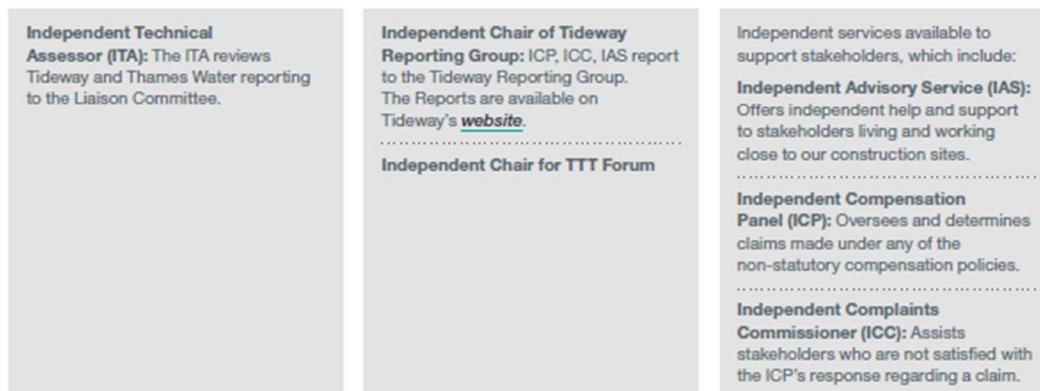 Independent Technical
Assessor (ITA): The ITA reviews
Tideway and Thames Water reporting
to the Liaison Committee.
Independent Chair of Tideway
Reporting Group: ICP, ICC, IAS report
to the Tideway Reporting Group.
The Reports are available on
Tideway's website.
Independent Chair for TTT Forum
Independent services available to
support stakeholders, which include:
Independent Advisory Service (IAS):
Offers independent help and support
to stakeholders living and working
close to our construction sites.
Independent Compensation
Panel (ICP): Oversees and determines
claims made under any of the
non-statutory compensation policies.
Independent Complaints
Commissioner (ICC): Assists
stakeholders who are not satisfied with
the ICP's response regarding a claim.